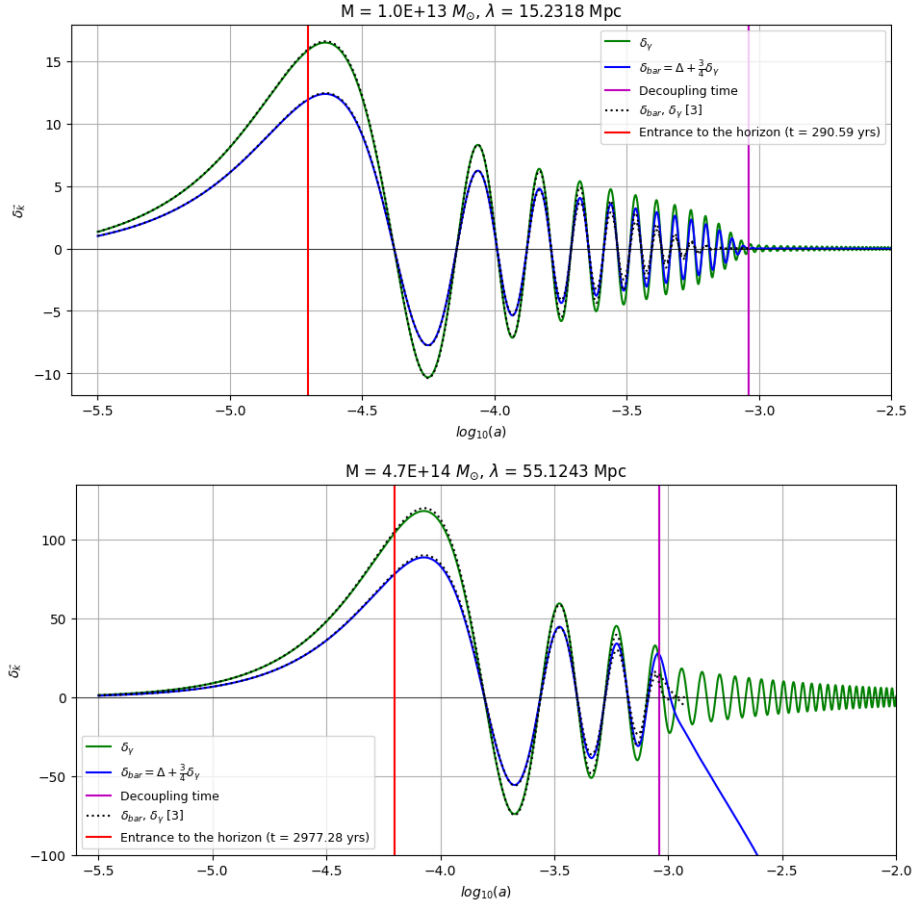 M = 1.0E+13 M⊙, λ = 15.2318 Mpc
δγ
δbar = Δ + 3/4 δγ
Decoupling time
δbar, δγ [3]
Entrance to the horizon (t = 290.59 yrs)
15
10
5
0
−5
−10
δk̃
−5.5 −5.0 −4.5 −4.0 −3.5 −3.0 −2.5
log10(a)
M = 4.7E+14 M⊙, λ = 55.1243 Mpc
100
50
0
−50
−100
δk̃
δγ
δbar = Δ + 3/4 δγ
Decoupling time
δbar, δγ [3]
Entrance to the horizon (t = 2977.28 yrs)
−5.5 −5.0 −4.5 −4.0 −3.5 −3.0 −2.5 −2.0
log10(a)